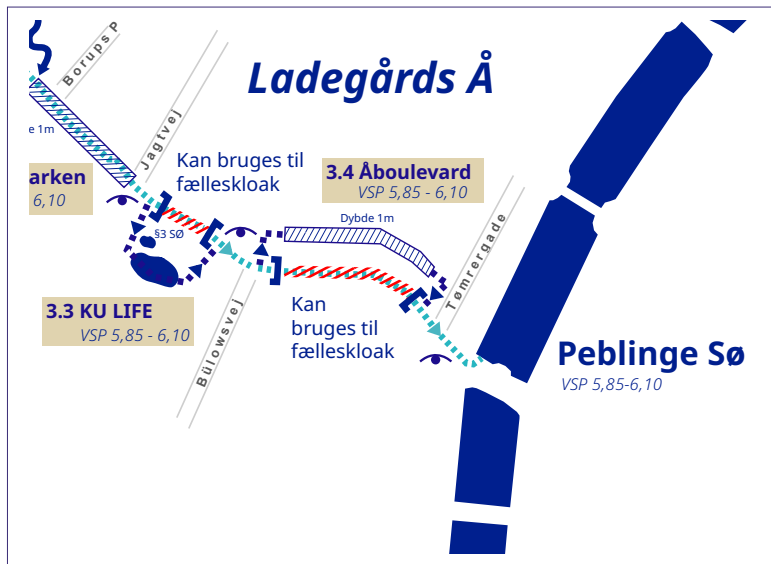 Borups P
Ladegårds Å
e 1m
Jagtvej
Kan bruges til
fælleskloak
arken
6,10
3.4 Åboulevard
VSP 5,85 - 6,10
Dybde 1m
§3 SØ
Tømrergade
3.3 KU LIFE
VSP 5,85 - 6,10
Bülowsvej
Kan
bruges til
fælleskloak
Peblinge Sø
VSP 5,85-6,10